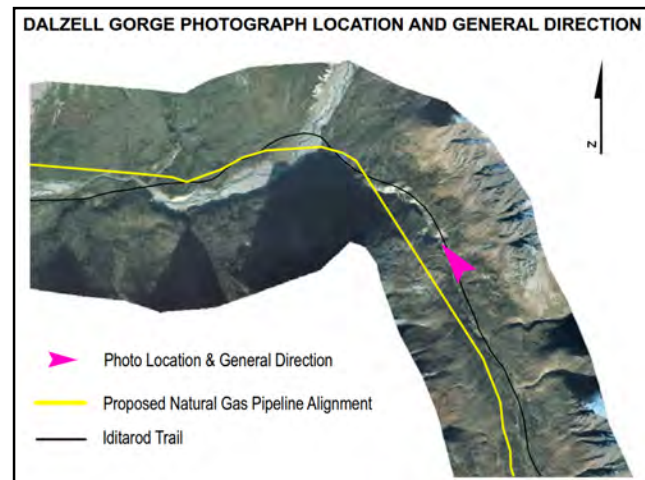 DALZELL GORGE PHOTOGRAPH LOCATION AND GENERAL DIRECTION
N
Photo Location & General Direction
Proposed Natural Gas Pipeline Alignment
Iditarod Trail